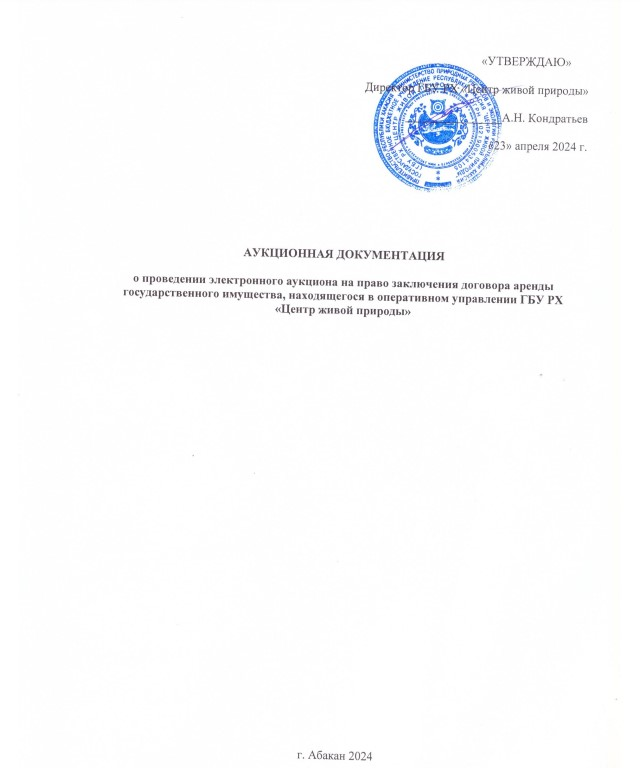 «УТВЕРЖДАЮ»
Директор ГБУ РХ «Центр живой природы»
А.Н. Кондратьев
«23» апреля 2024 г.
АУКЦИОННАЯ ДОКУМЕНТАЦИЯ
о проведении электронного аукциона на право заключения договора аренды
государственного имущества, находящегося в оперативном управлении ГБУ РХ
«Центр живой природы»
г. Абакан 2024